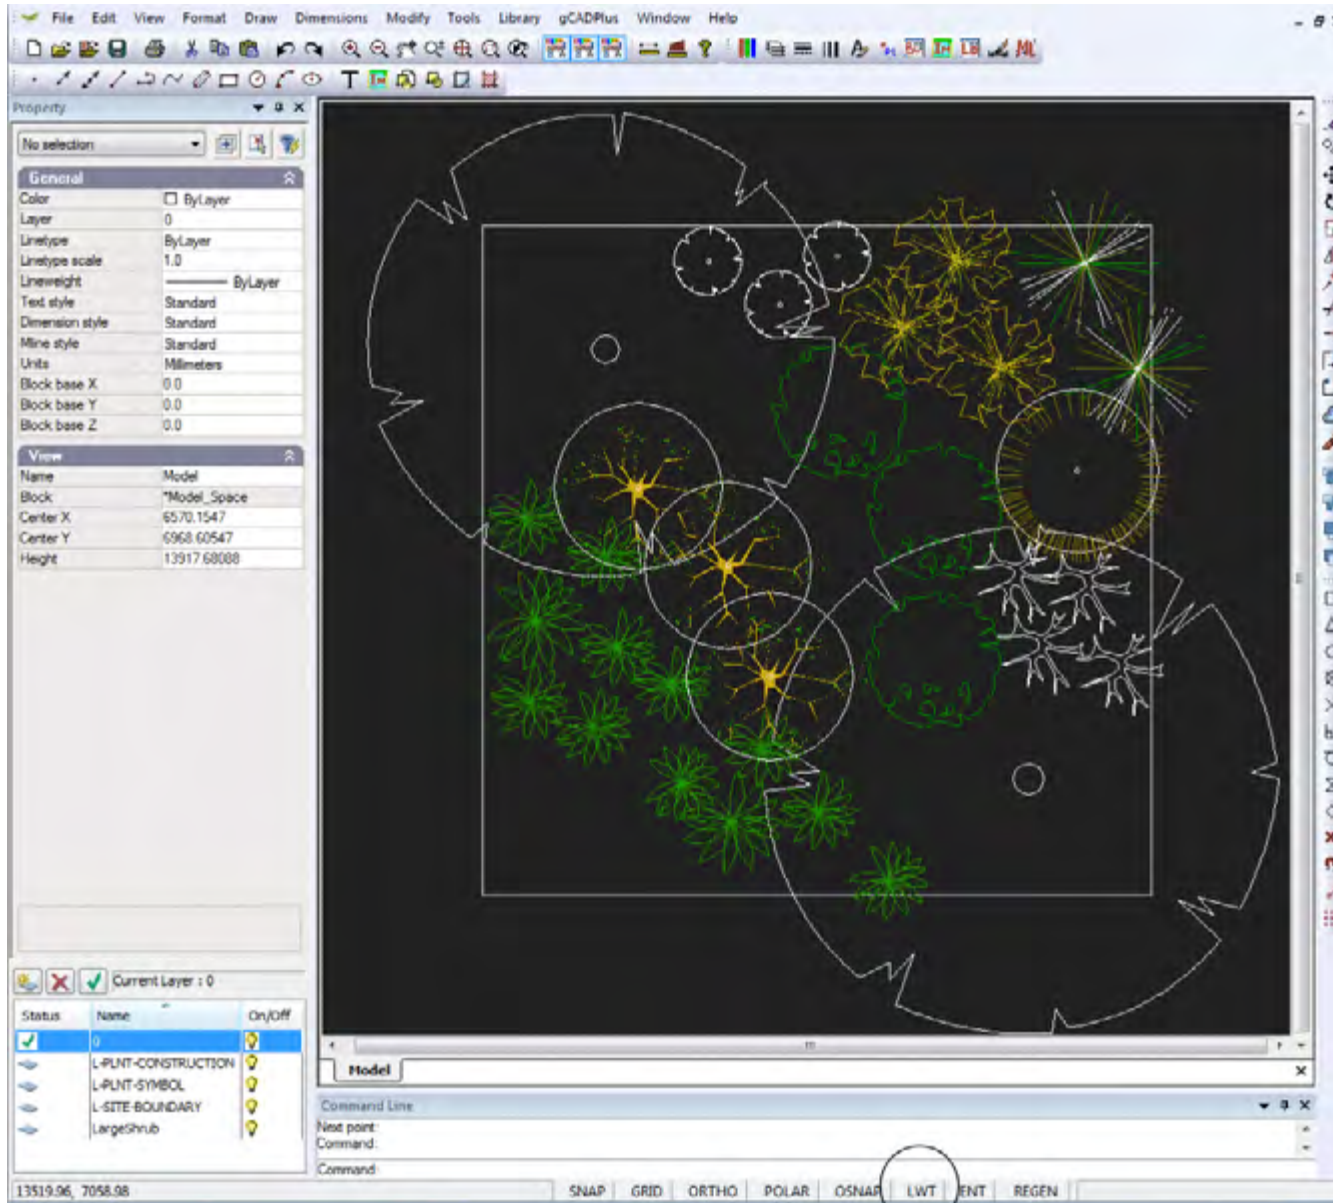 File Edit View Format Draw Dimensions Modify Tools Library gCADPlus Window Help
Property
No selection
General
Color ByLayer
Layer 0
Linetype ByLayer
Linetype scale 1.0
Lineweight ByLayer
Text style Standard
Dimension style Standard
Mline style Standard
Units Millimeters
Block base X 0.0
Block base Y 0.0
Block base Z 0.0
View
Name Model
Block *Model_Space
Center X 6570.1547
Center Y 6968.60547
Height 13917.68088
Current Layer : 0
Status Name On/Off
0
L-PLNT-CONSTRUCTION
L-PLNT-SYMBOL
L-SITE-BOUNDARY
LargeShrub
Model
Command Line
Next point:
Command:
Command:
13519.96, 7058.98 SNAP GRID ORTHO POLAR OSNAP LWT ENT REGEN